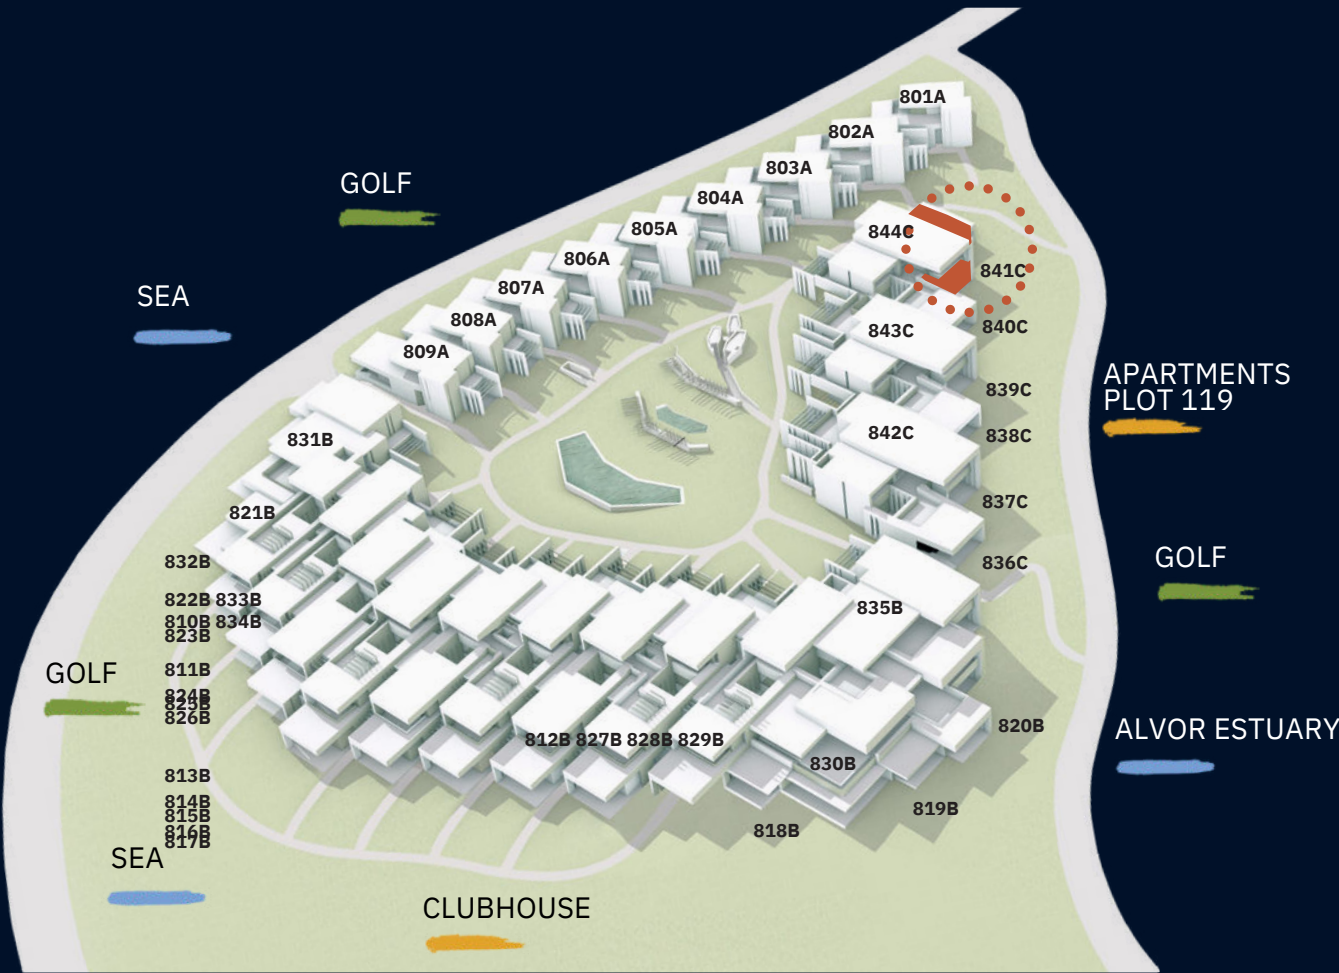 801A
802A
803A
GOLF
804A
805A
844C
806A
841C
807A
SEA
808A
840C
843C
809A
APARTMENTS
PLOT 119
839C
842C
838C
831B
837C
821B
GOLF
832B
836C
822B 833B
835B
810B 834B
823B
811B
GOLF
824B
825B
826B
820B
ALVOR ESTUARY
812B 827B 828B 829B
830B
813B
814B
819B
815B
816B
818B
817B
SEA
CLUBHOUSE